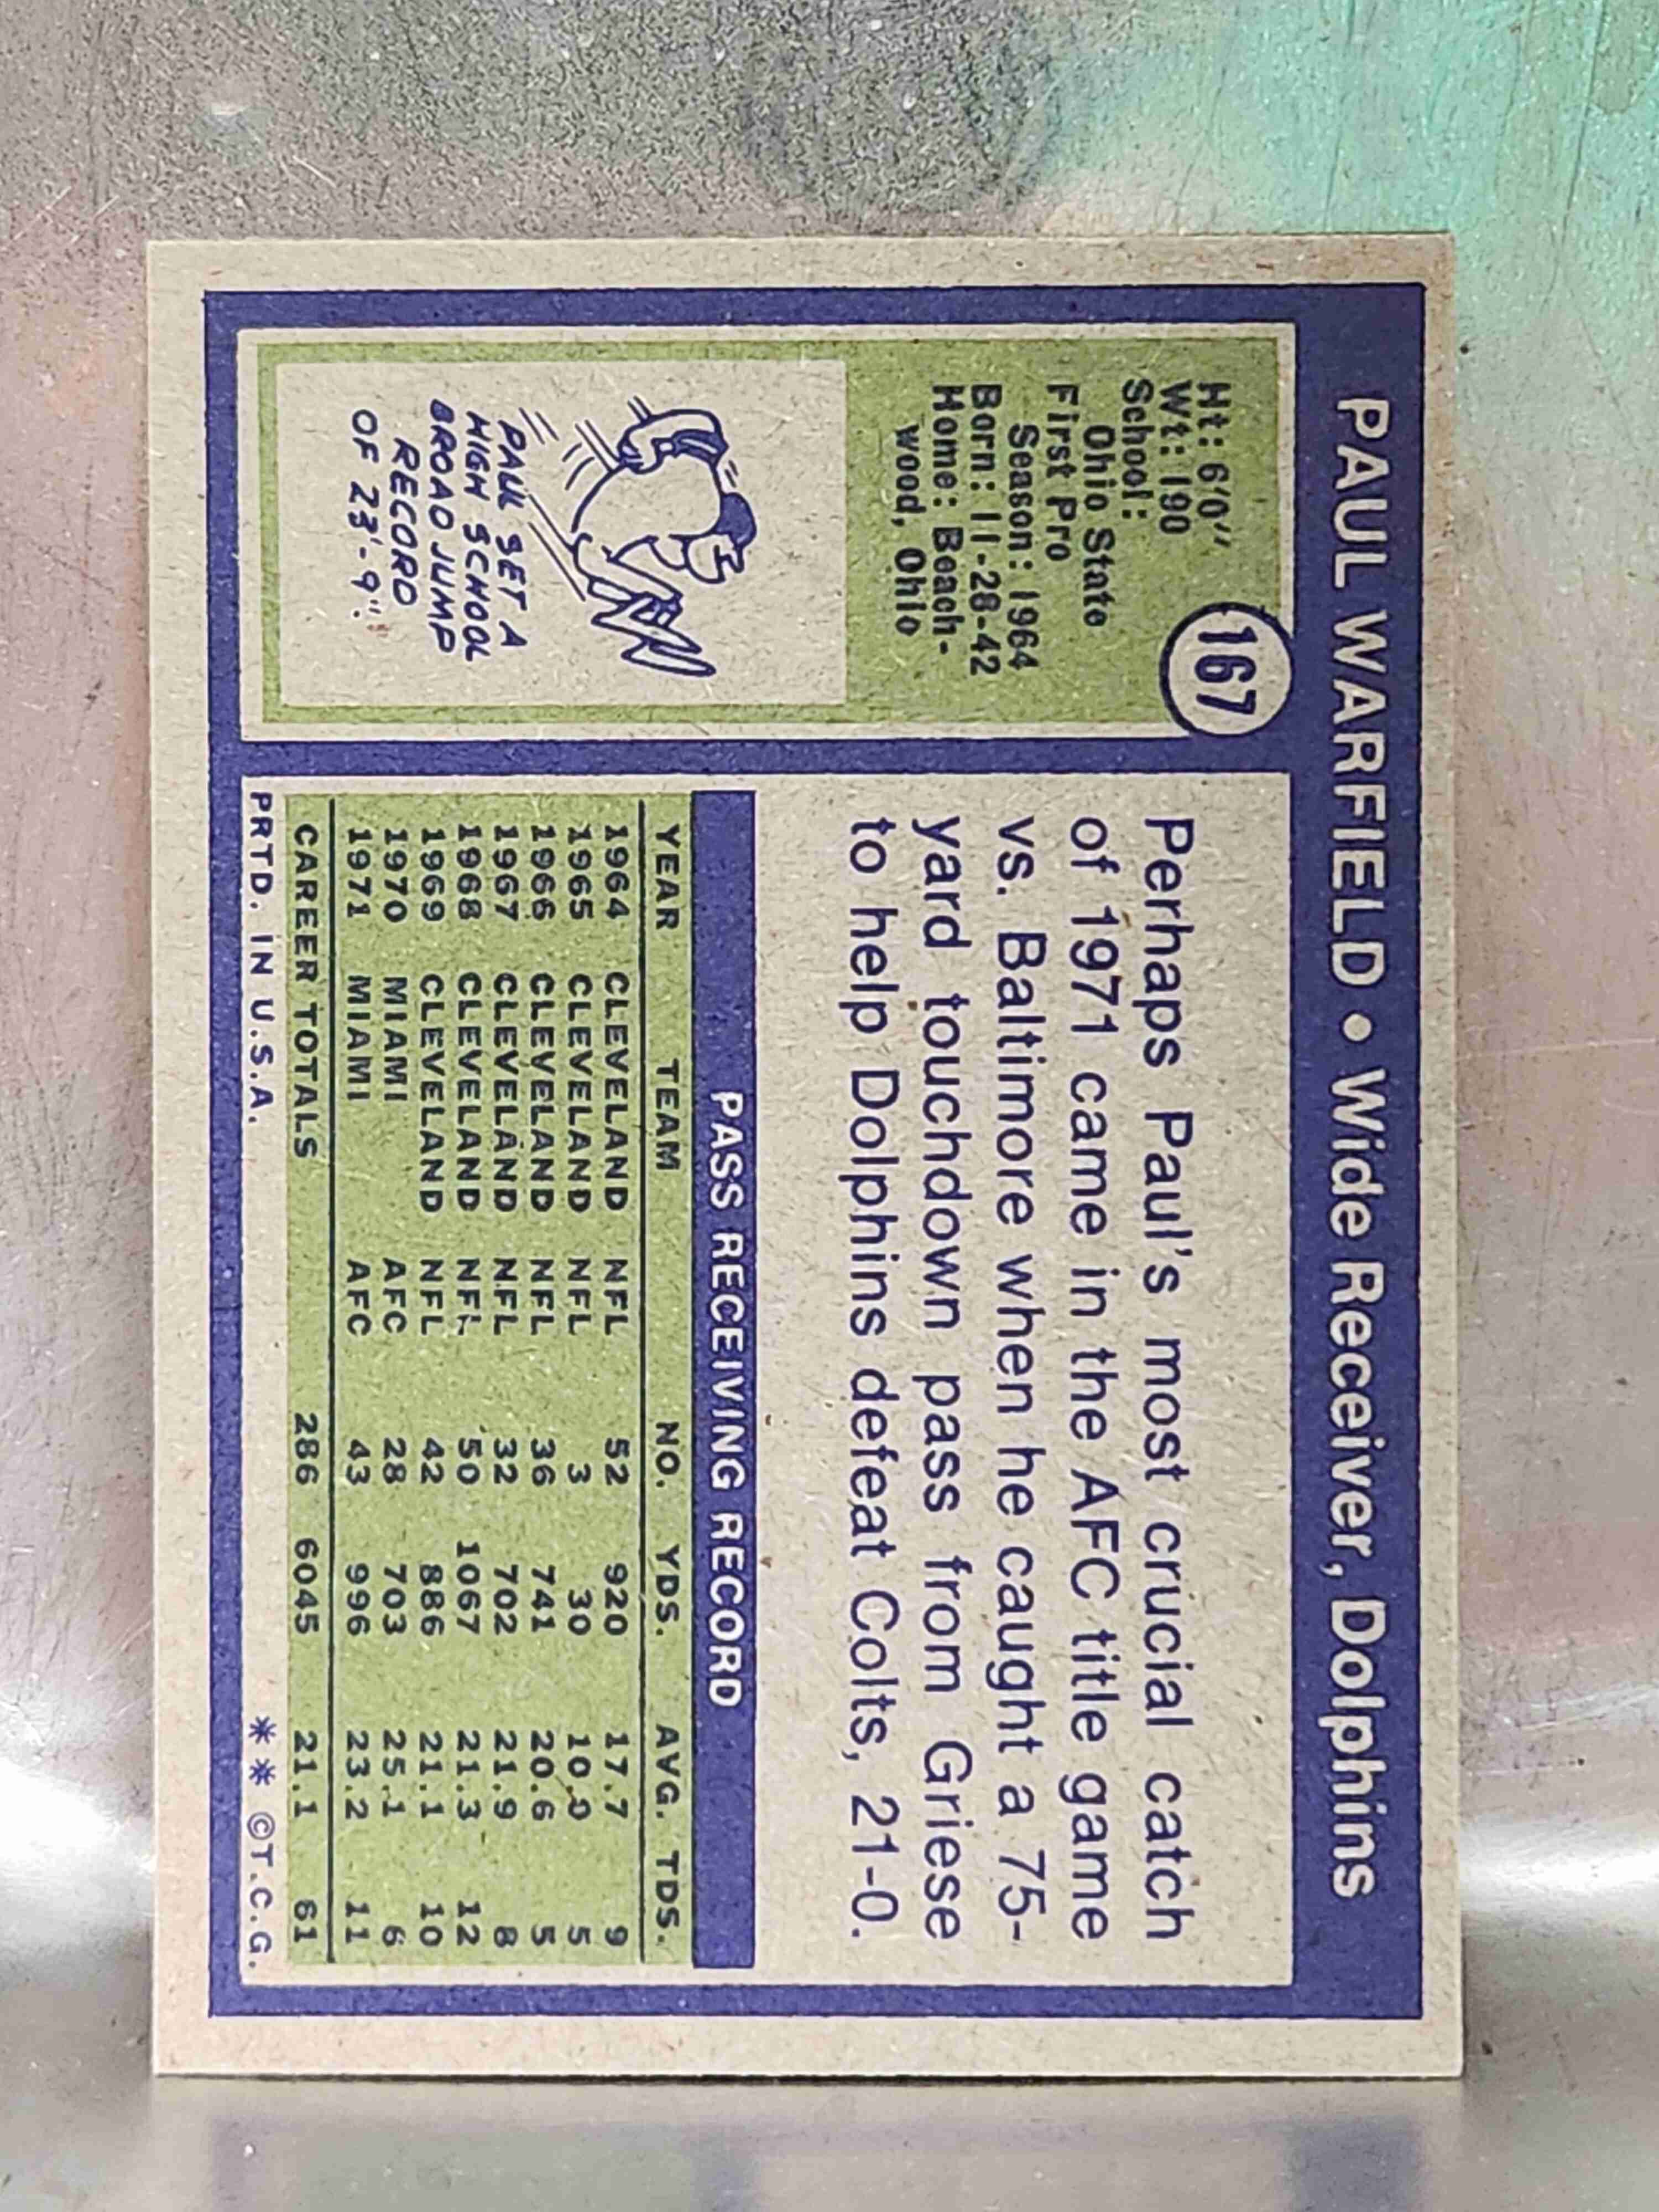 PAUL WARFIELD • Wide Receiver, Dolphins
167
Ht: 6'0"
Wt: 190
School:
Ohio State
First Pro
Season: 1964
Born: 11-28-42
Home: Beach-
wood, Ohio
PAUL SET A
HIGH SCHOOL
BROAD JUMP
RECORD
OF 23'-9".
Perhaps Paul's most crucial catch
of 1971 came in the AFC title game
vs. Baltimore when he caught a 75-
yard touchdown pass from Griese
to help Dolphins defeat Colts, 21-0.
PASS RECEIVING RECORD
YEAR TEAM NO. YDS. AVG. TDS.
1964 CLEVELAND NFL 52 920 17.7 9
1965 CLEVELAND NFL 3 30 10.0 5
1966 CLEVELAND NFL 36 741 20.6 5
1967 CLEVELAND NFL 32 702 21.9 8
1968 CLEVELAND NFL 50 1067 21.3 12
1969 CLEVELAND NFL 42 886 21.1 10
1970 MIAMI AFC 28 703 25.1 6
1971 MIAMI AFC 43 996 23.2 11
CAREER TOTALS 286 6045 21.1 61
PRTD. IN U.S.A. ** ©T.C.G.